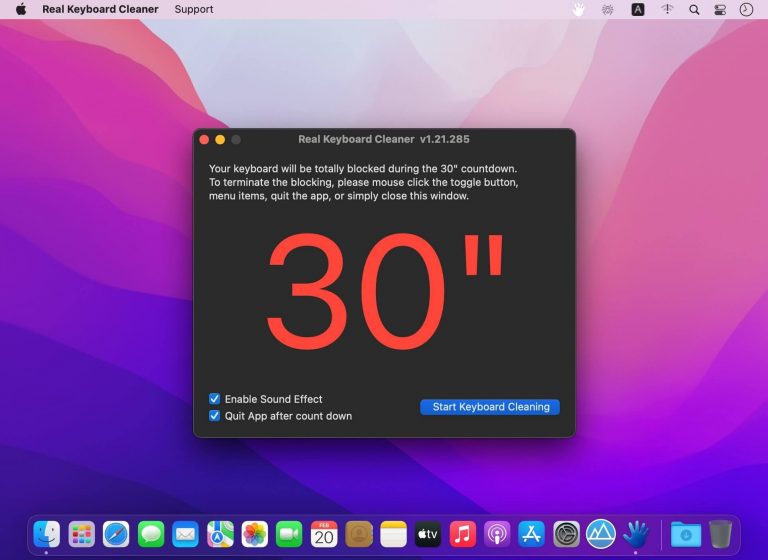 Real Keyboard Cleaner Support
A
Real Keyboard Cleaner v1.21.285
Your keyboard will be totally blocked during the 30" countdown.
To terminate the blocking, please mouse click the toggle button,
menu items, quit the app, or simply close this window.
30"
Enable Sound Effect
Start Keyboard Cleaning
Quit App after count down
FEB
20
tv